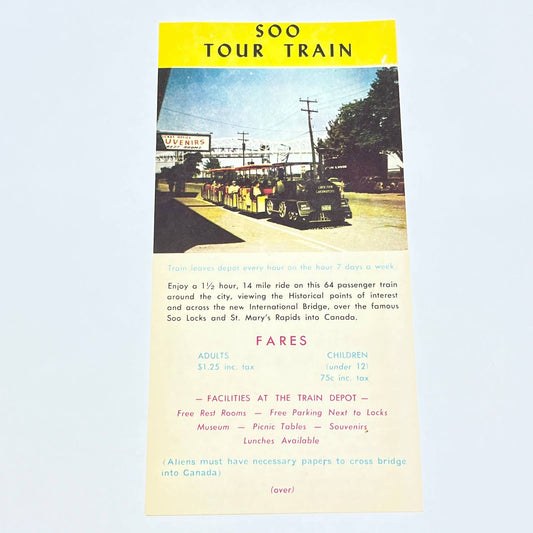 SOO
TOUR TRAIN
SOUVENIRS
REST ROOMS
Train leaves depot every hour on the hour 7 days a week.
Enjoy a 1½ hour, 14 mile ride on this 64 passenger train
around the city, viewing the Historical points of interest
and across the new International Bridge, over the famous
Soo Locks and St. Mary's Rapids into Canada.
FARES
ADULTS CHILDREN
$1.25 inc. tax (under 12)
75c inc. tax
— FACILITIES AT THE TRAIN DEPOT —
Free Rest Rooms — Free Parking Next to Locks
Museum — Picnic Tables — Souvenirs
Lunches Available
(Aliens must have necessary papers to cross bridge
into Canada)
(over)